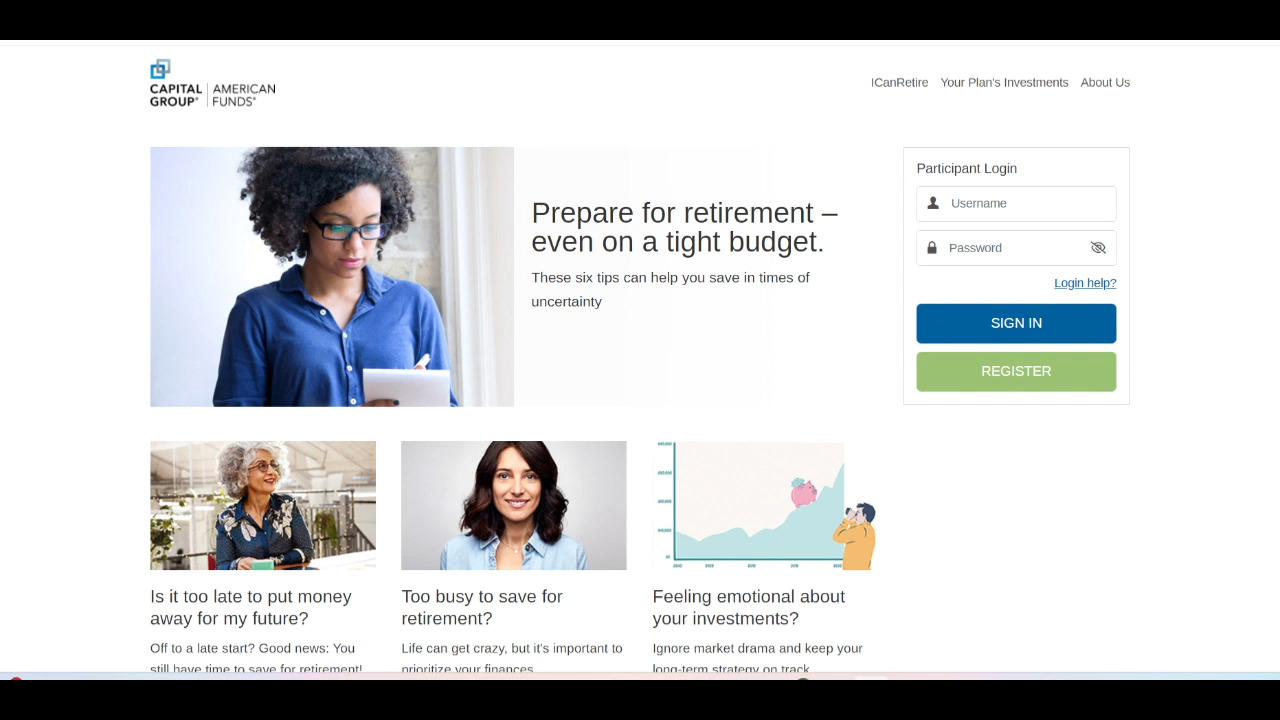 CAPITAL GROUP® | AMERICAN FUNDS®
ICanRetire Your Plan's Investments About Us
Prepare for retirement –
even on a tight budget.
These six tips can help you save in times of
uncertainty
Participant Login
Username
Password
Login help?
SIGN IN
REGISTER
Is it too late to put money
away for my future?
Off to a late start? Good news: You
still have time to save for retirement!
Too busy to save for
retirement?
Life can get crazy, but it's important to
prioritize your finances
Feeling emotional about
your investments?
Ignore market drama and keep your
long-term strategy on track